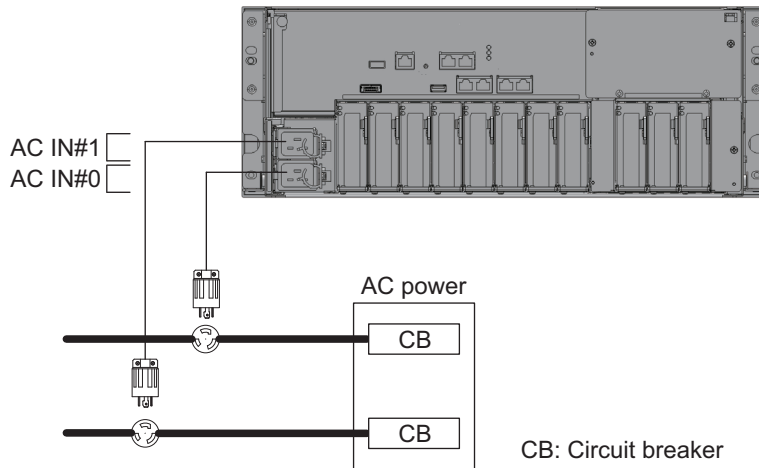 AC IN#1
AC IN#0
AC power
CB
CB
CB: Circuit breaker